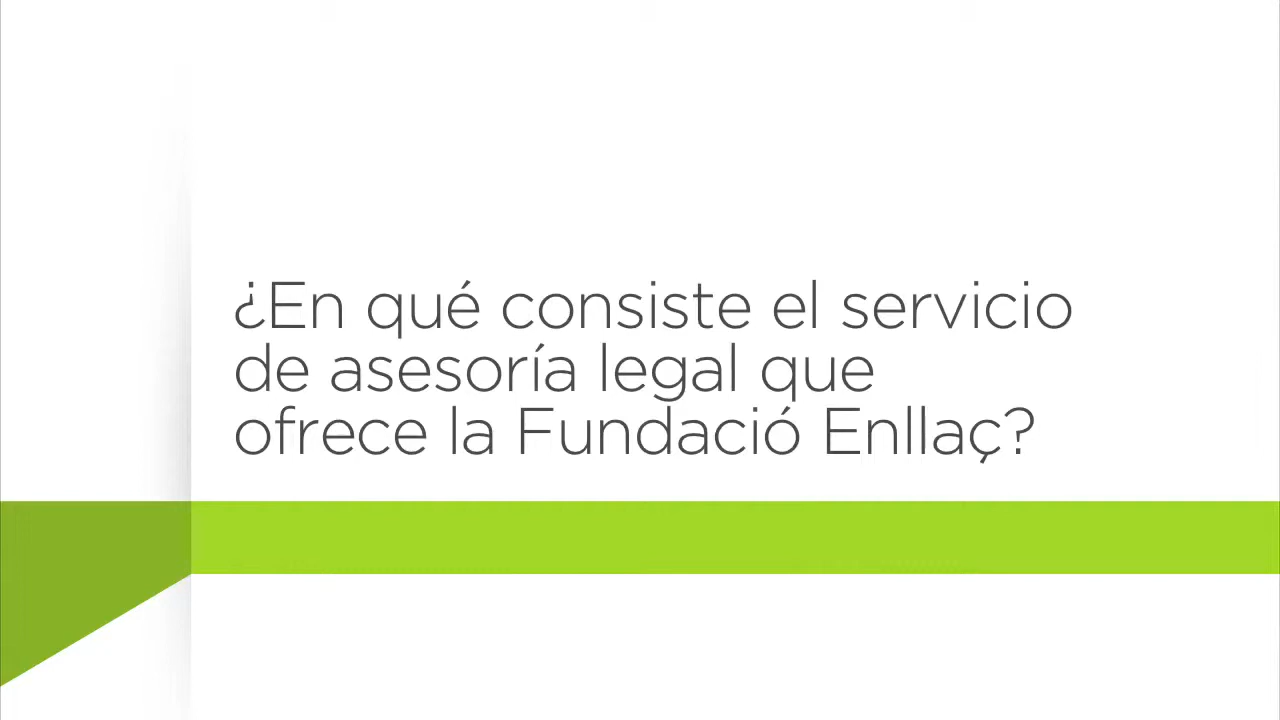 ¿En qué consiste el servicio
de asesoría legal que
ofrece la Fundació Enllaç?